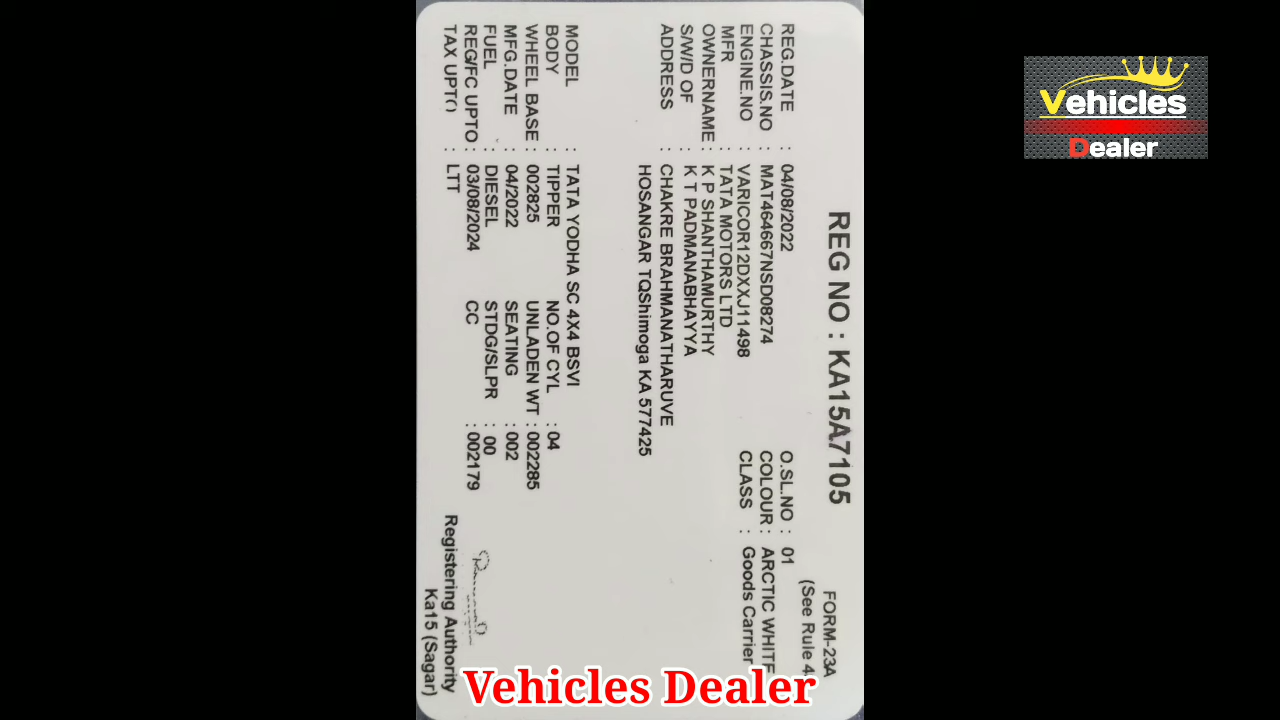 REG NO : KA15A7105
FORM-23A
(See Rule 4
REG.DATE : 04/08/2022 O.SL.NO : 01
CHASSIS.NO : MAT464667NSD08274 COLOUR : ARCTIC WHITE
ENGINE.NO : VARICOR12DXXJ11498 CLASS : Goods Carrier
MFR : TATA MOTORS LTD
OWNERNAME : K P SHANTHAMURTHY
S/W/D OF : K T PADMANABHAYYA
ADDRESS : CHAKRE BRAHMANATHARUVE
HOSANGAR TQShimoga KA 577425
MODEL : TATA YODHA SC 4X4 BSVI
BODY : TIPPER NO.OF CYL : 04
WHEEL BASE : 002825 UNLADEN WT : 002285
MFG.DATE : 04/2022 SEATING : 002
FUEL : DIESEL STDG/SLPR : 00
REG/FC UPTO : 03/08/2024 CC : 002179
TAX UPTO : LTT
Registering Authority
Ka15 (Sagar)
Vehicles
Dealer
Vehicles Dealer